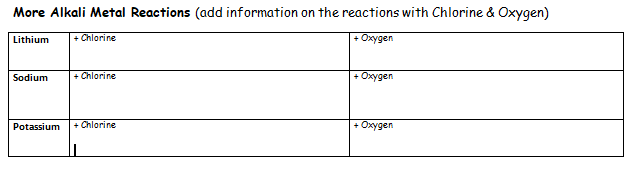 More Alkali Metal Reactions (add information on the reactions with Chlorine & Oxygen)
Lithium + Chlorine + Oxygen
Sodium + Chlorine + Oxygen
Potassium + Chlorine + Oxygen